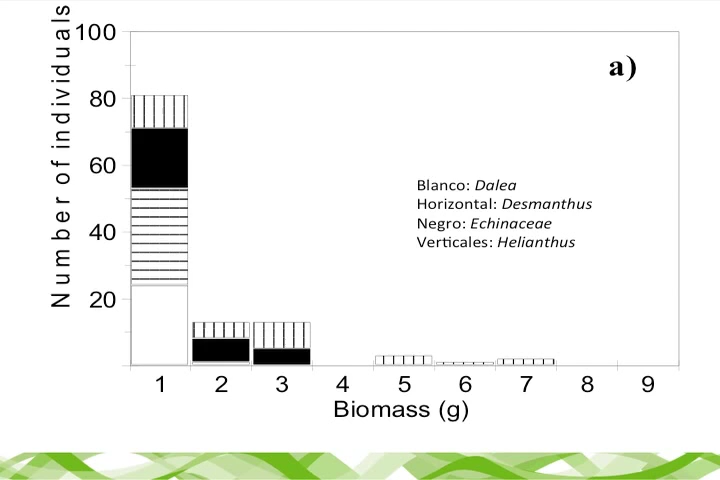 Number of individuals
100
80
60
40
20
a)
Blanco: Dalea
Horizontal: Desmanthus
Negro: Echinaceae
Verticales: Helianthus
1 2 3 4 5 6 7 8 9
Biomass (g)